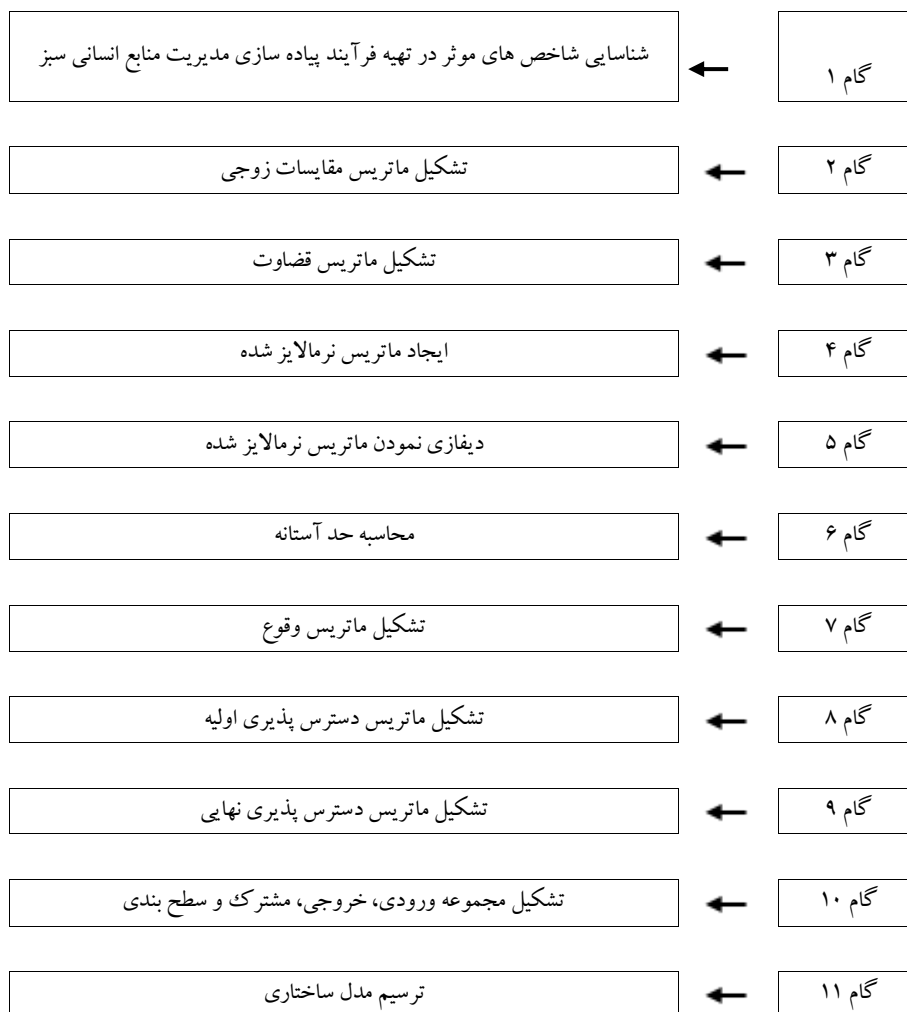 گام ۱
شناسایی شاخص های موثر در تهیه فرآیند پیاده سازی مدیریت منابع انسانی سبز
گام ۲
تشکیل ماتریس مقایسات زوجی
گام ۳
تشکیل ماتریس قضاوت
گام ۴
ایجاد ماتریس نرمالایز شده
گام ۵
دیفازی نمودن ماتریس نرمالایز شده
گام ۶
محاسبه حد آستانه
گام ۷
تشکیل ماتریس وقوع
گام ۸
تشکیل ماتریس دسترس پذیری اولیه
گام ۹
تشکیل ماتریس دسترس پذیری نهایی
گام ۱۰
تشکیل مجموعه ورودی، خروجی، مشترک و سطح بندی
گام ۱۱
ترسیم مدل ساختاری